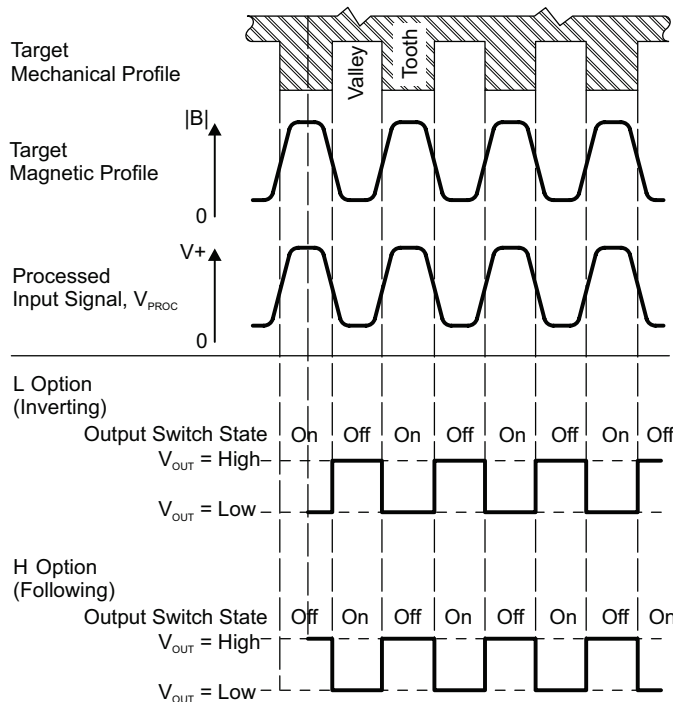 Target
Mechanical Profile
Valley
Tooth
|B|
Target
Magnetic Profile
0
V+
Processed
Input Signal, VPROC
0
L Option
(Inverting)
Output Switch State On Off On Off On Off On Off
VOUT = High
VOUT = Low
H Option
(Following)
Output Switch State Off On Off On Off On Off On
VOUT = High
VOUT = Low